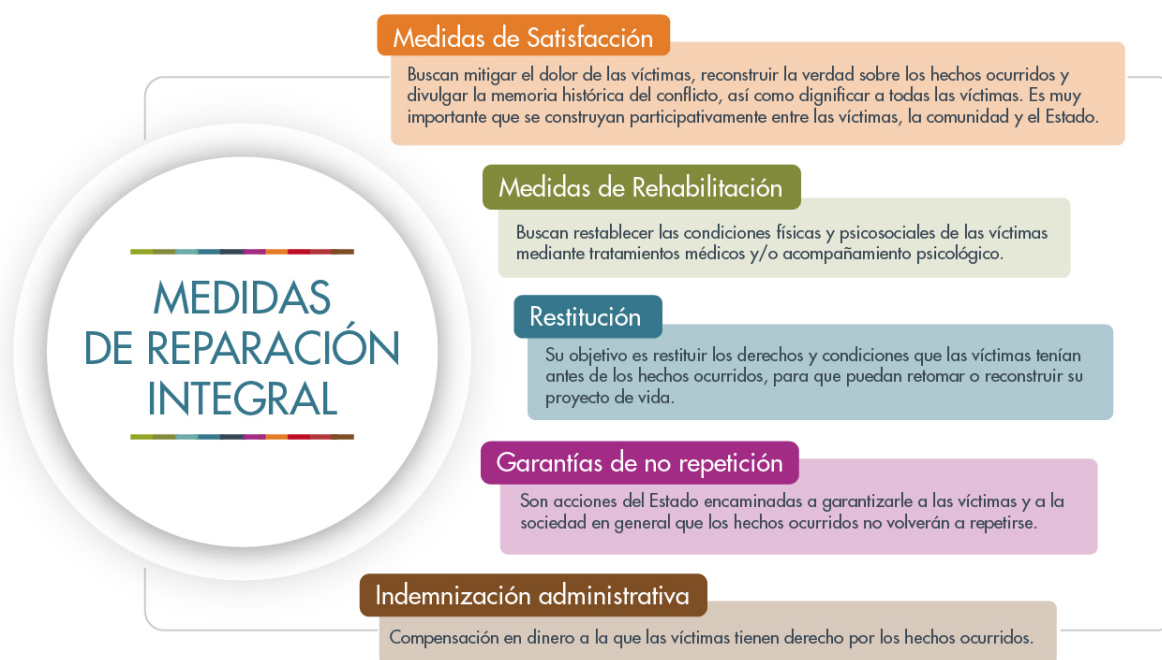 Medidas de Satisfacción
Buscan mitigar el dolor de las víctimas, reconstruir la verdad sobre los hechos ocurridos y
divulgar la memoria histórica del conflicto, así como dignificar a todas las víctimas. Es muy
importante que se construyan participativamente entre las víctimas, la comunidad y el Estado.
Medidas de Rehabilitación
Buscan restablecer las condiciones físicas y psicosociales de las víctimas
mediante tratamientos médicos y/o acompañamiento psicológico.
MEDIDAS
DE REPARACIÓN
INTEGRAL
Restitución
Su objetivo es restituir los derechos y condiciones que las víctimas tenían
antes de los hechos ocurridos, para que puedan retomar o reconstruir su
proyecto de vida.
Garantías de no repetición
Son acciones del Estado encaminadas a garantizarle a las víctimas y a la
sociedad en general que los hechos ocurridos no volverán a repetirse.
Indemnización administrativa
Compensación en dinero a la que las víctimas tienen derecho por los hechos ocurridos.